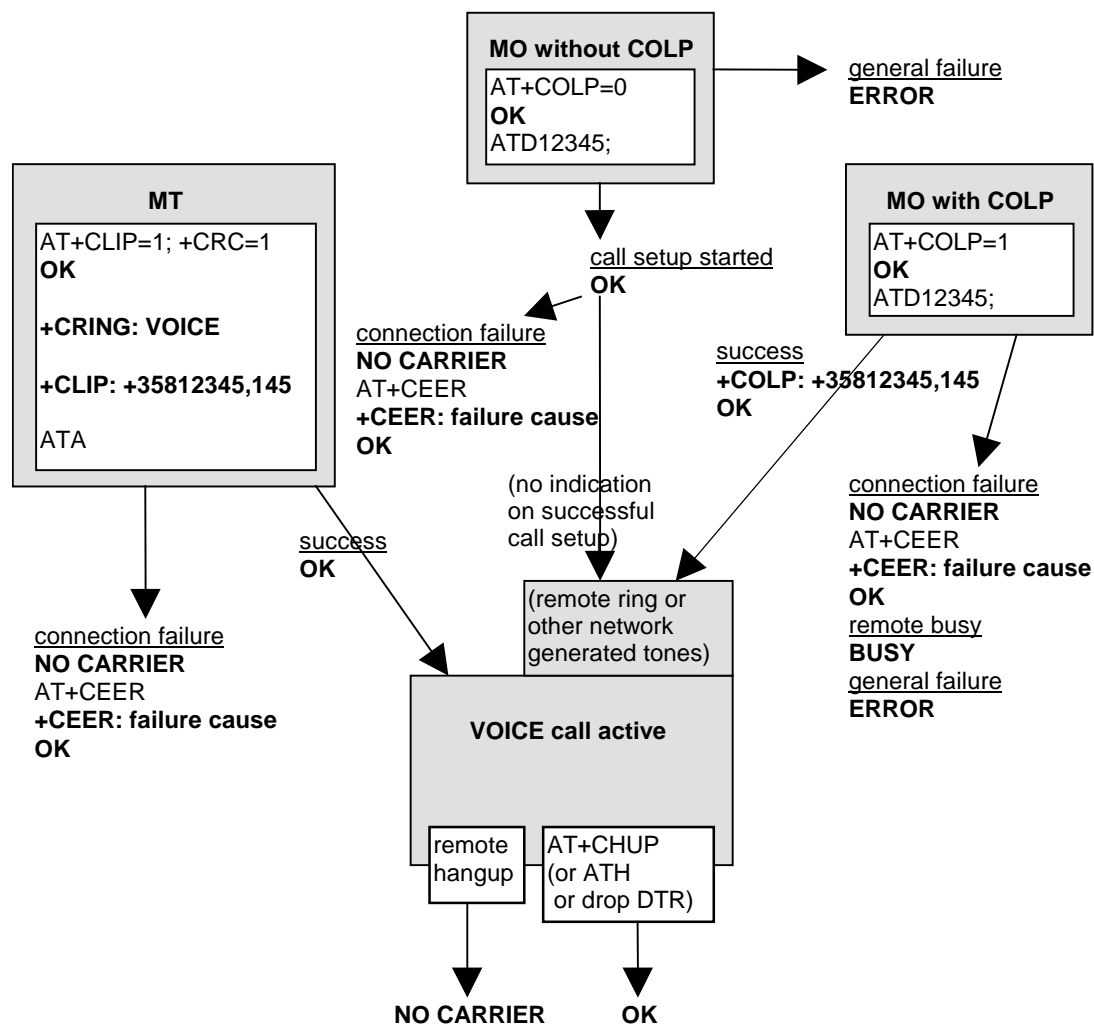 MO without COLP
AT+COLP=0
OK
ATD12345;
general failure
ERROR
MT
AT+CLIP=1; +CRC=1
OK
+CRING: VOICE
+CLIP: +35812345,145
ATA
MO with COLP
AT+COLP=1
OK
ATD12345;
call setup started
OK
connection failure
NO CARRIER
AT+CEER
+CEER: failure cause
OK
success
+COLP: +35812345,145
OK
(no indication
on successful
call setup)
success
OK
connection failure
NO CARRIER
AT+CEER
+CEER: failure cause
OK
remote busy
BUSY
general failure
ERROR
connection failure
NO CARRIER
AT+CEER
+CEER: failure cause
OK
(remote ring or
other network
generated tones)
VOICE call active
remote
hangup
AT+CHUP
(or ATH
or drop DTR)
NO CARRIER
OK